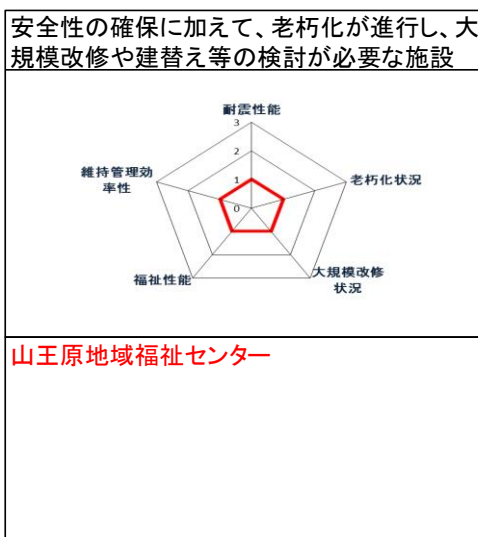 安全性の確保に加えて、老朽化が進行し、大
規模改修や建替え等の検討が必要な施設
耐震性能
3
2
1
0
維持管理効
率性
老朽化状況
福祉性能
大規模改修
状況
山王原地域福祉センター